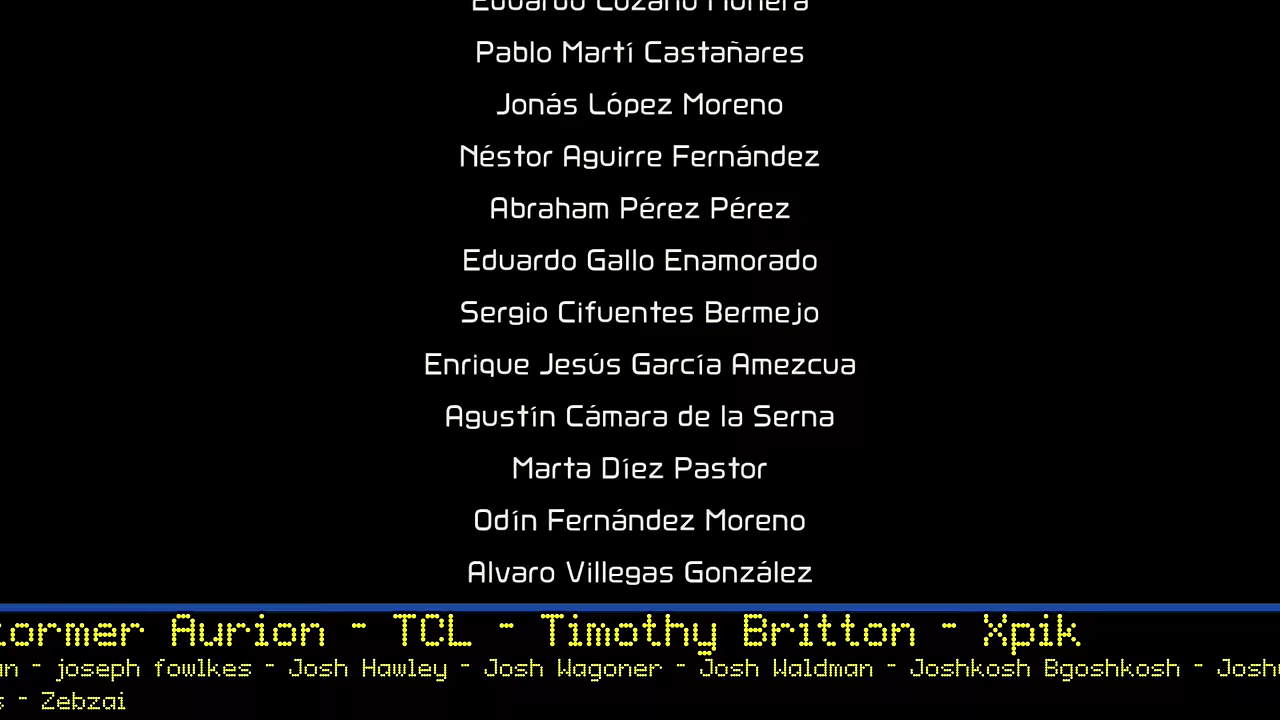 Eduardo Lozano
Pablo Martí Castañares
Jonás López Moreno
Néstor Aguirre Fernández
Abraham Pérez Pérez
Eduardo Gallo Enamorado
Sergio Cifuentes Bermejo
Enrique Jesús García Amezcua
Agustín Cámara de la Serna
Marta Díez Pastor
Odín Fernández Moreno
Alvaro Villegas González
Aurion - TCL - Timothy Britton - Xpik
- joseph fowlkes - Josh Hawley - Josh Wagoner - Josh Waldman - Joshkosh Bgoshkosh -
- Zebzai